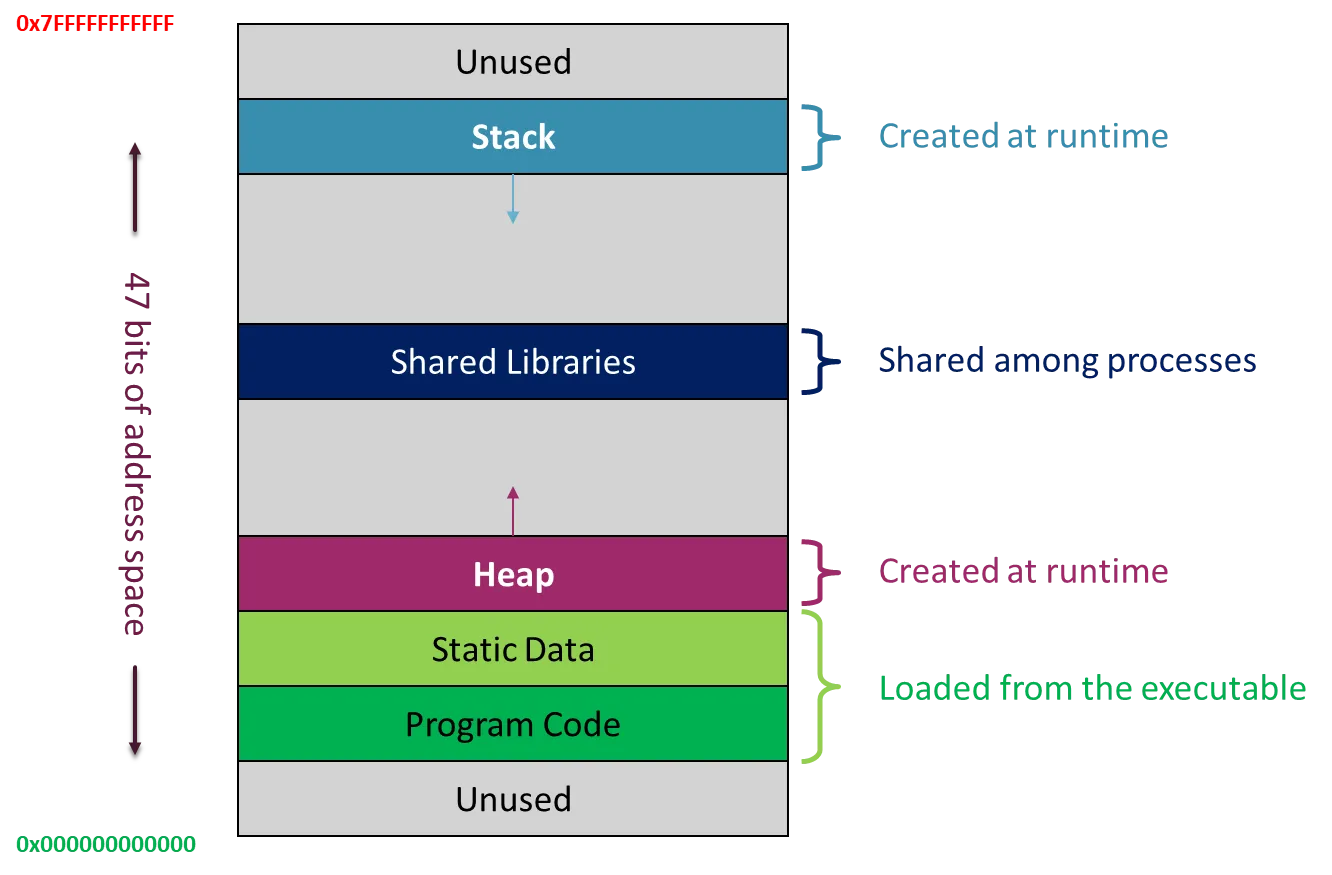 0x7FFFFFFFFFFF
Unused
Stack
Created at runtime
47 bits of address space
Shared Libraries
Shared among processes
Heap
Created at runtime
Static Data
Loaded from the executable
Program Code
Unused
0x000000000000